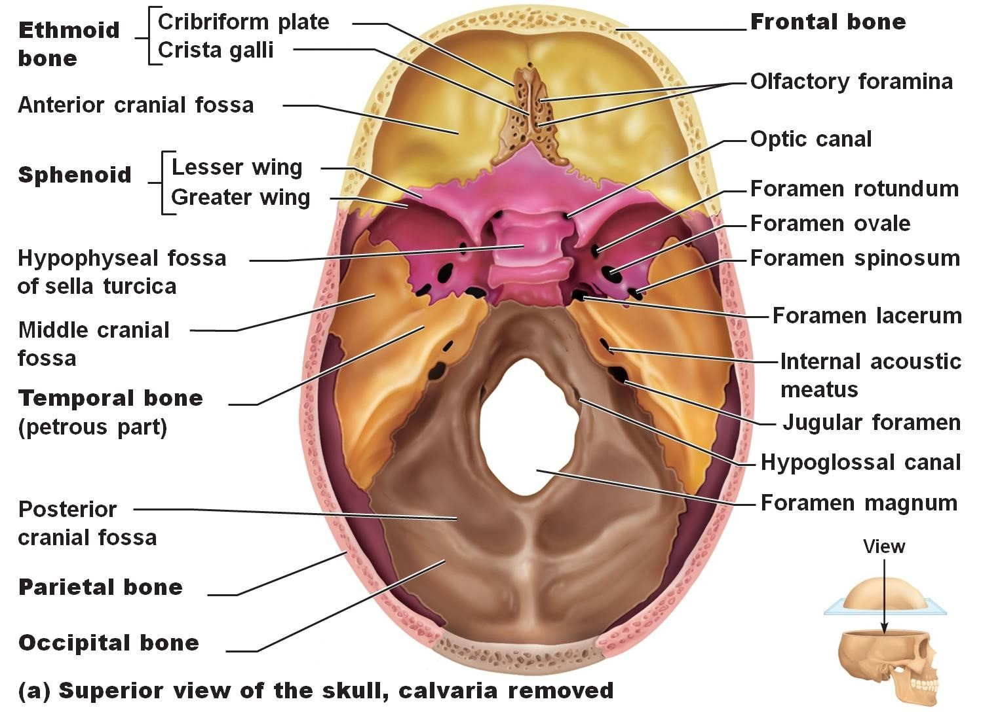 Ethmoid
bone
Cribriform plate
Crista galli
Anterior cranial fossa
Sphenoid
Lesser wing
Greater wing
Hypophyseal fossa
of sella turcica
Middle cranial
fossa
Temporal bone
(petrous part)
Posterior
cranial fossa
Parietal bone
Occipital bone
Frontal bone
Olfactory foramina
Optic canal
Foramen rotundum
Foramen ovale
Foramen spinosum
Foramen lacerum
Internal acoustic
meatus
Jugular foramen
Hypoglossal canal
Foramen magnum
View
(a) Superior view of the skull, calvaria removed